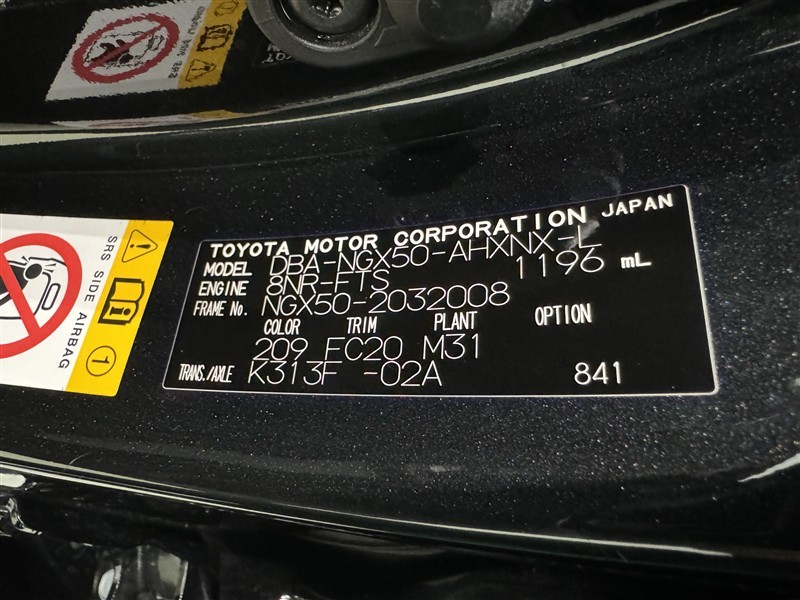 TOYOTA MOTOR CORPORATION JAPAN
MODEL DBA-NGX50-AHXNX-L
ENGINE 8NR-FTS 1196 mL
FRAME No. NGX50-2032008
COLOR TRIM PLANT OPTION
209 FC20 M31
TRANS./AXLE K313F -02A 841
SRS SIDE AIRBAG
1